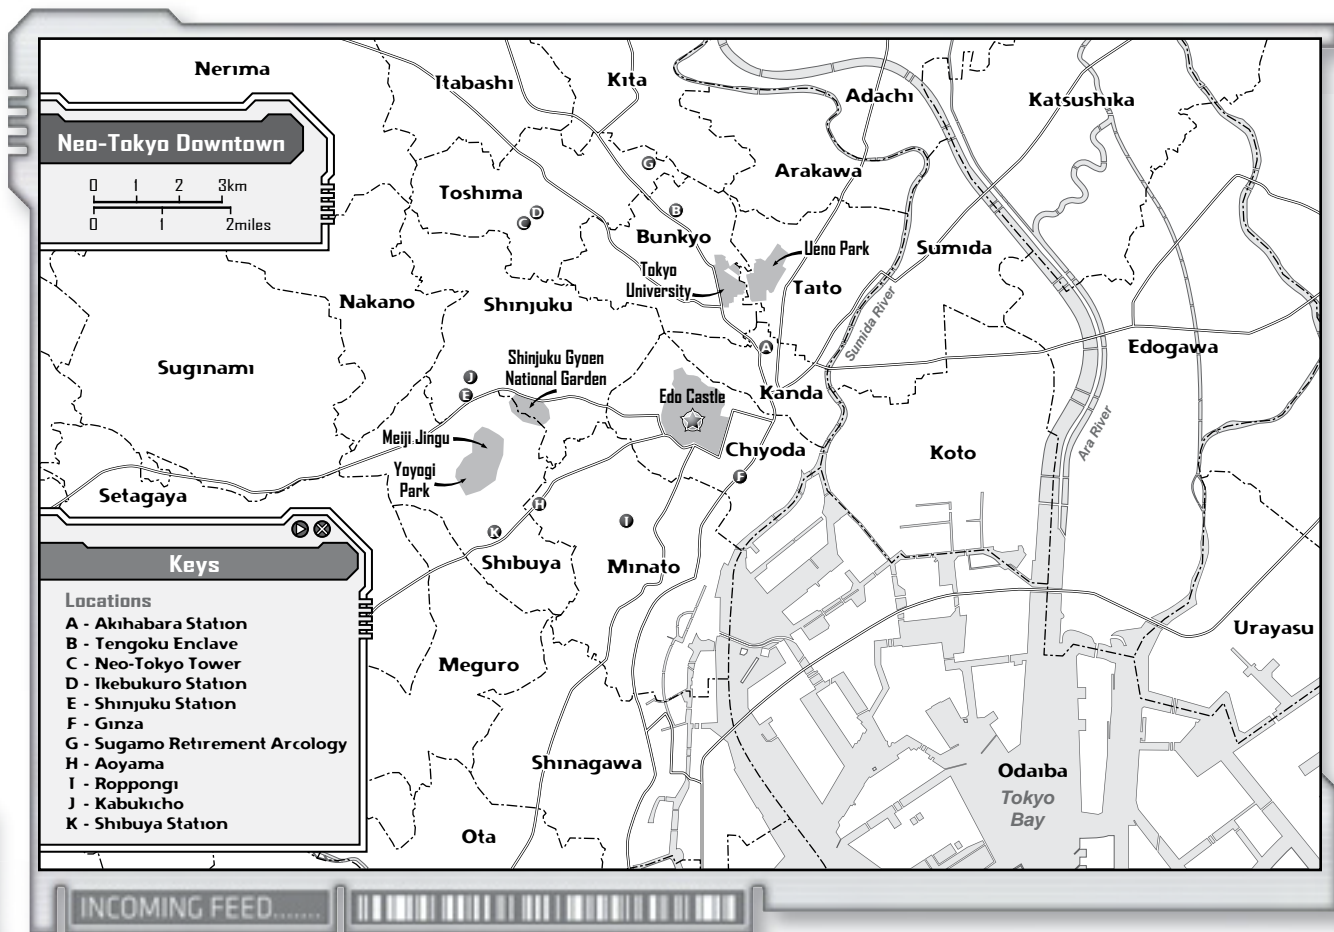 Nerima
Itabashi
Kita
Adachi
Katsushika
Neo-Tokyo Downtown
0 1 2 3km
0 1 2miles
G
Arakawa
Toshima
D
C
B
Bunkyo
Ueno Park
Sumida
Tokyo
University
Taito
Nakano
Shinjuku
Sumida River
A
Edogawa
Suginami
Shinjuku Gyoen
National Garden
J
E
Edo Castle
Kanda
Meiji Jingu
Chiyoda
Koto
Ara River
Yoyogi
Park
F
Setagaya
H
I
K
Shibuya
Minato
Keys
Locations
A - Akihabara Station
B - Tengoku Enclave
C - Neo-Tokyo Tower
D - Ikebukuro Station
E - Shinjuku Station
F - Ginza
G - Sugamo Retirement Arcology
H - Aoyama
I - Roppongi
J - Kabukicho
K - Shibuya Station
Urayasu
Meguro
Shinagawa
Odaiba
Tokyo
Bay
Ota
INCOMING FEED.......